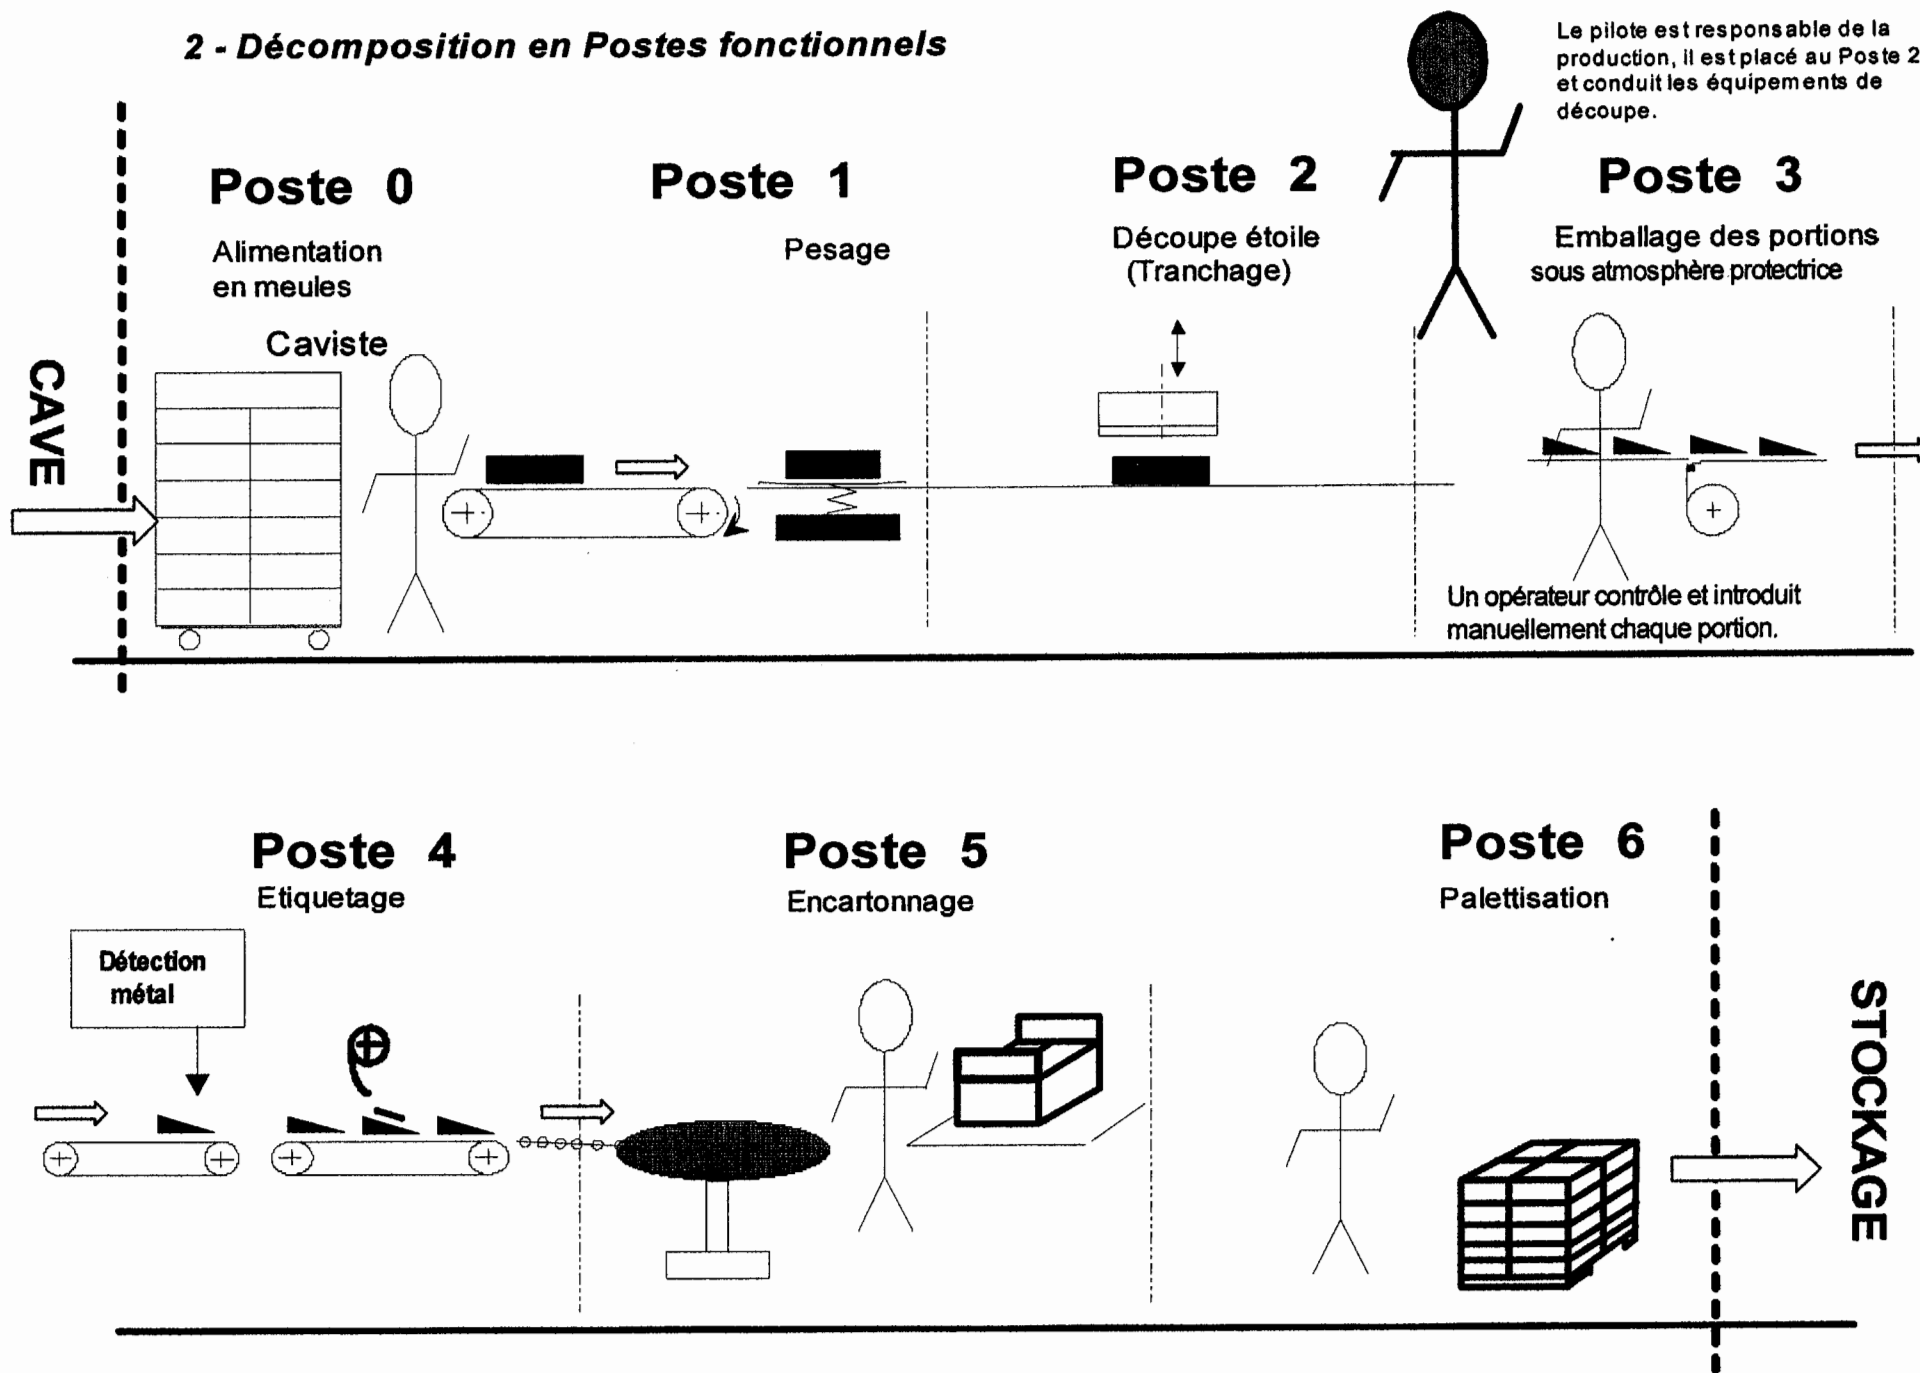 2 - Décomposition en Postes fonctionnels
Le pilote est responsable de la
production, il est placé au Poste 2
et conduit les équipements de
découpe.
Poste 0
Alimentation
en meules
Caviste
CAVE
Poste 1
Pesage
Poste 2
Découpe étoile
(Tranchage)
Poste 3
Emballage des portions
sous atmosphère protectrice
Un opérateur contrôle et introduit
manuellement chaque portion.
Poste 4
Etiquetage
Détection
métal
Poste 5
Encartonnage
Poste 6
Palettisation
STOCKAGE